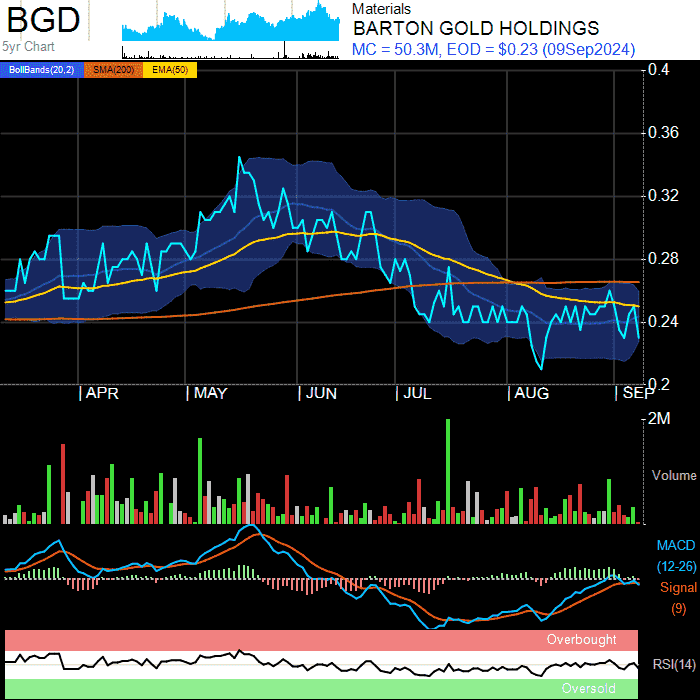 BGD
5yr Chart
Materials
BARTON GOLD HOLDINGS
MC = 50.3M, EOD = $0.23 (09Sep2024)
BollBands(20,2) SMA(200) EMA(50)
0.4
0.36
0.32
0.28
0.24
0.2
APR MAY JUN JUL AUG SEP
2M
Volume
MACD
(12-26)
Signal
(9)
Overbought
RSI(14)
Oversold